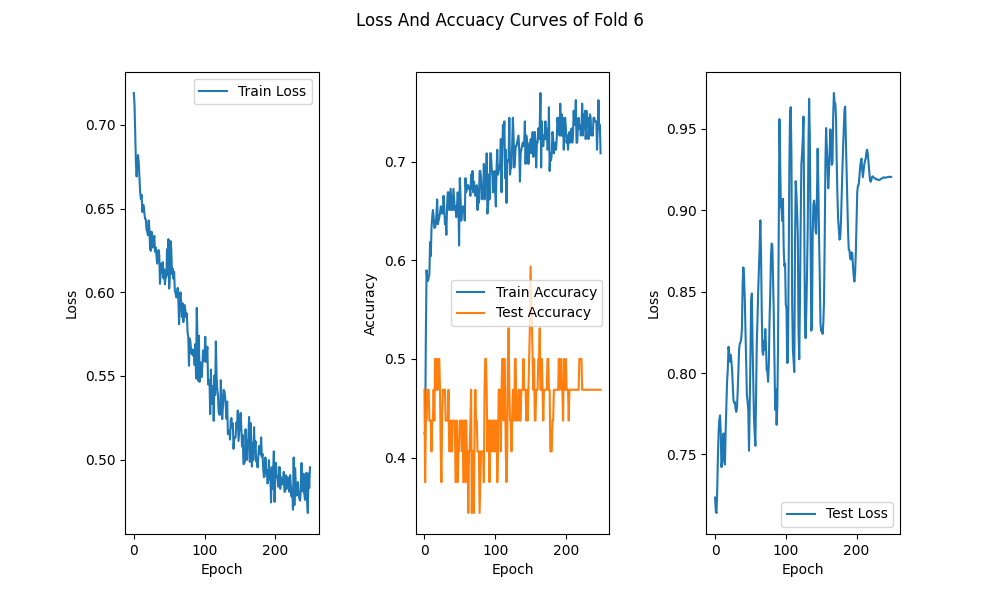 Loss And Accuacy Curves of Fold 6
Loss
0.70
0.65
0.60
0.55
0.50
Train Loss
0 100 200
Epoch
Accuracy
0.7
0.6
0.5
0.4
Train Accuracy
Test Accuracy
0 100 200
Epoch
Loss
0.95
0.90
0.85
0.80
0.75
Test Loss
0 100 200
Epoch